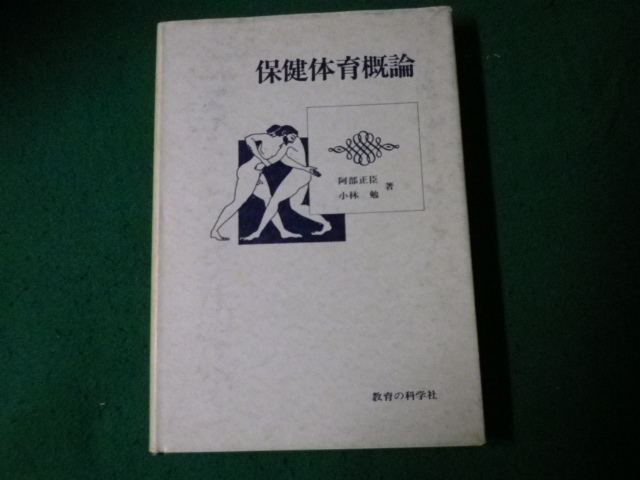 保健体育概論
阿部正臣
小林 勉
著
教育の科学社